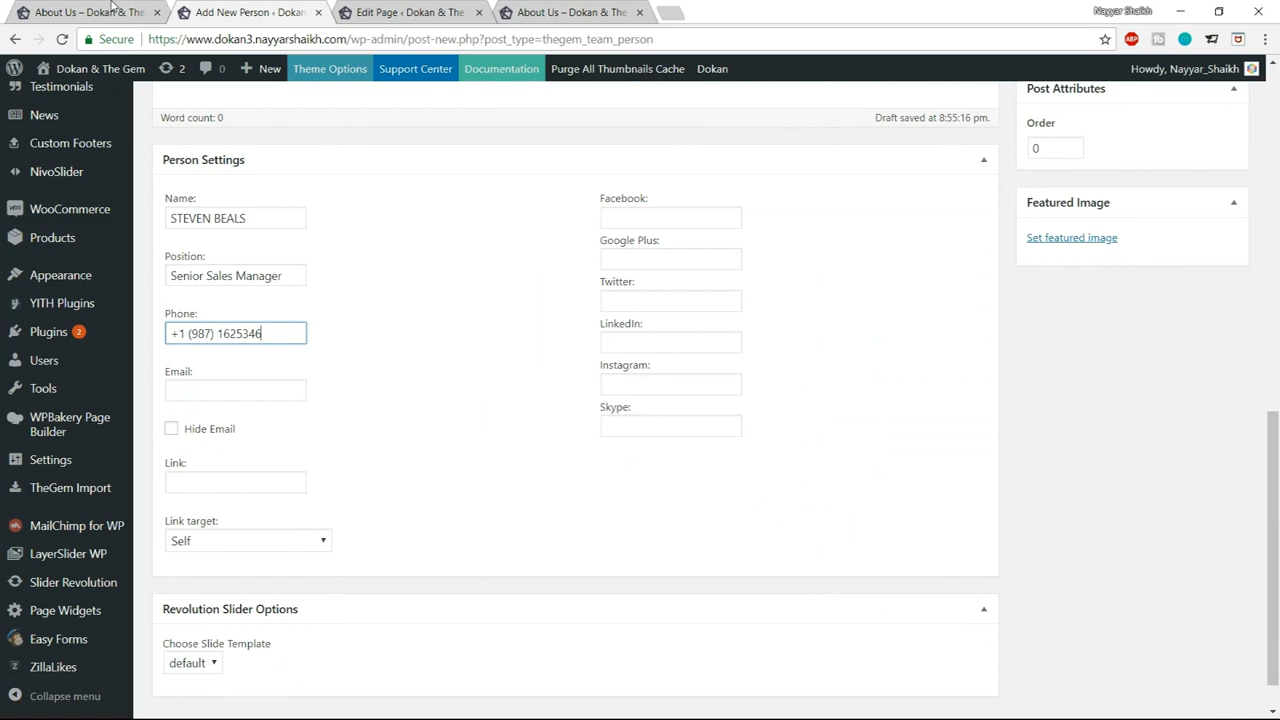 About Us – Dokan & The
Add New Person ‹ Dokan
Edit Page ‹ Dokan & The
About Us – Dokan & The
Nayyar Shaikh
Secure
https://www.dokan3.nayyarshaikh.com/wp-admin/post-new.php?post_type=thegem_team_person
ABP
Dokan & The Gem
2
0
New
Theme Options
Support Center
Documentation
Purge All Thumbnails Cache
Dokan
Howdy, Nayyar_Shaikh
Testimonials
News
Custom Footers
NivoSlider
WooCommerce
Products
Appearance
YITH Plugins
Plugins 2
Users
Tools
WPBakery Page
Builder
Settings
TheGem Import
MailChimp for WP
LayerSlider WP
Slider Revolution
Page Widgets
Easy Forms
ZillaLikes
Collapse menu
Word count: 0
Draft saved at 8:55:16 pm.
Person Settings
Name:
STEVEN BEALS
Position:
Senior Sales Manager
Phone:
+1 (987) 1625346
Email:
Hide Email
Link:
Link target:
Self
Facebook:
Google Plus:
Twitter:
LinkedIn:
Instagram:
Skype:
Revolution Slider Options
Choose Slide Template
default
Post Attributes
Order
0
Featured Image
Set featured image